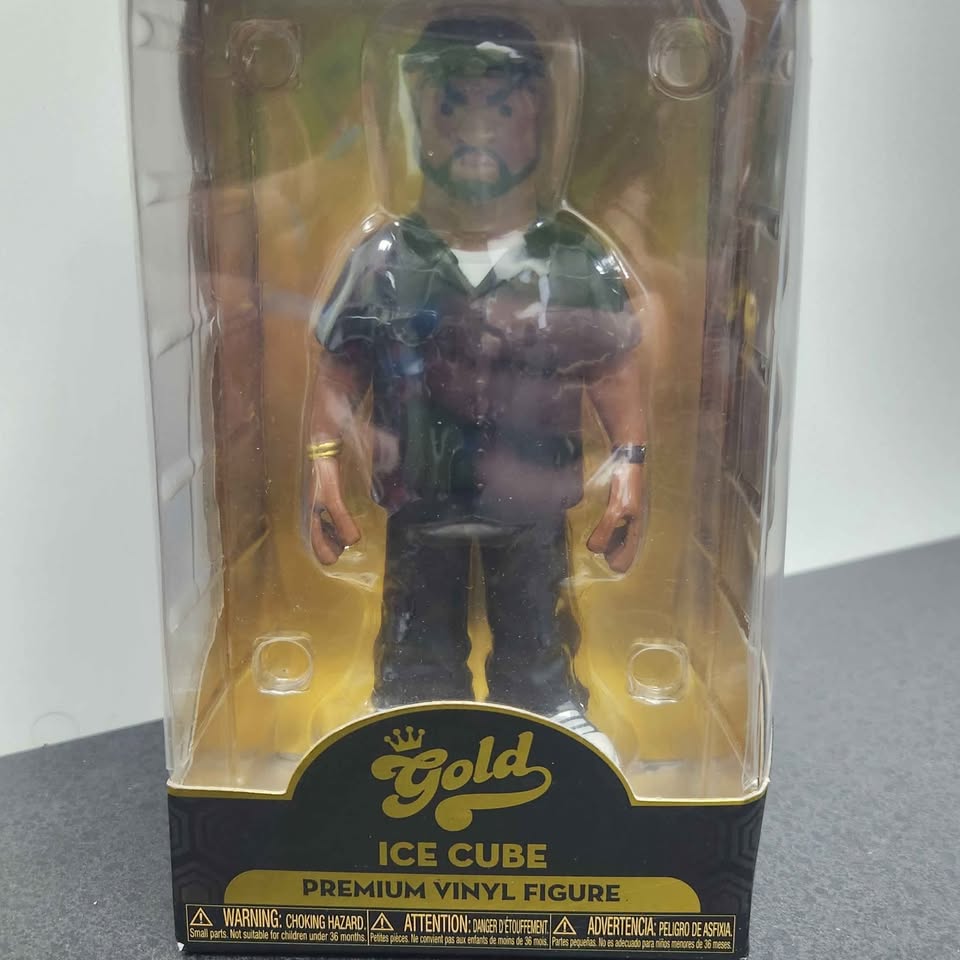 Gold
ICE CUBE
PREMIUM VINYL FIGURE
WARNING: CHOKING HAZARD.
Small parts. Not suitable for children under 36 months.
ATTENTION: DANGER D'ÉTOUFFEMENT.
Petites pièces. Ne convient pas aux enfants de moins de 36 mois.
ADVERTENCIA: PELIGRO DE ASFIXIA.
Partes pequeñas. No es adecuado para niños menores de 36 meses.